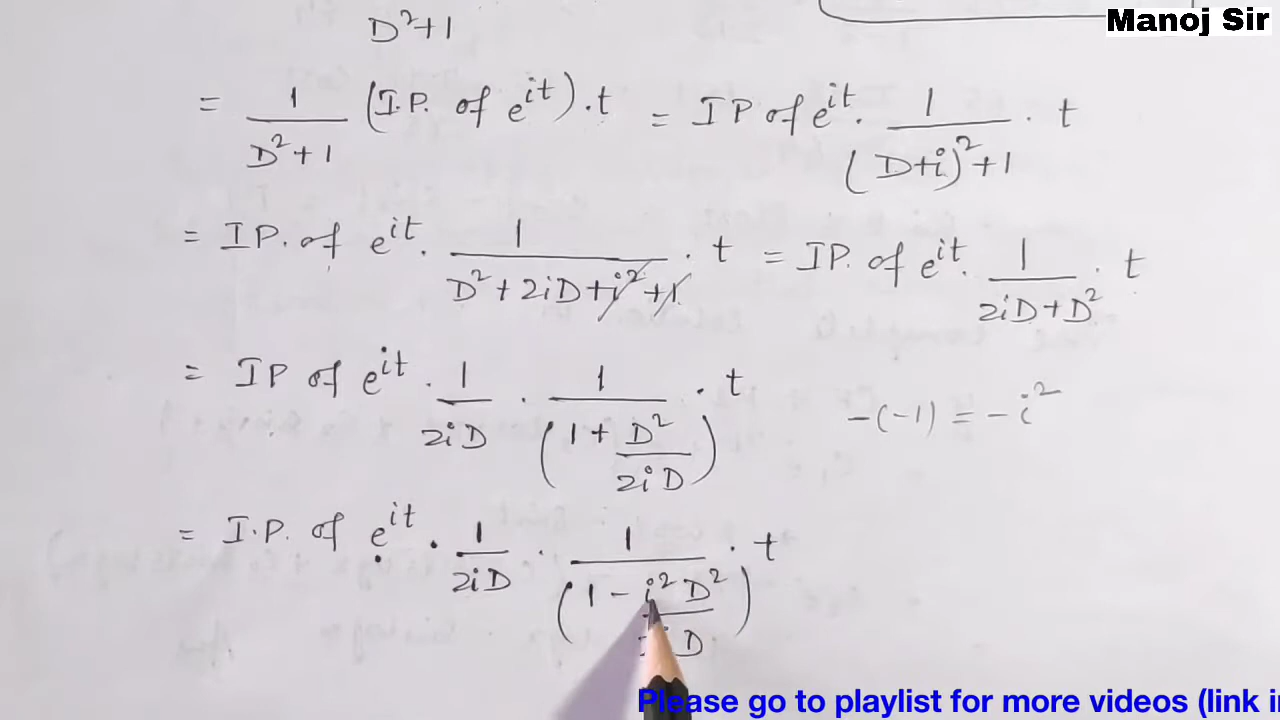 Manoj Sir
D²+1
= 1/(D²+1) (I.P. of e^{it}) · t = IP of e^{it} · 1/((D+i)²+1) · t
= IP. of e^{it} · 1/(D²+2iD+i²+1) · t = IP. of e^{it} · 1/(2iD+D²) · t
= IP of e^{it} · 1/(2iD) · 1/(1+D²/(2iD)) · t
-(-1) = -i²
= I.P. of e^{it} · 1/(2iD) · 1/(1-i²D²/(2iD)) · t
Please go to playlist for more videos (link i